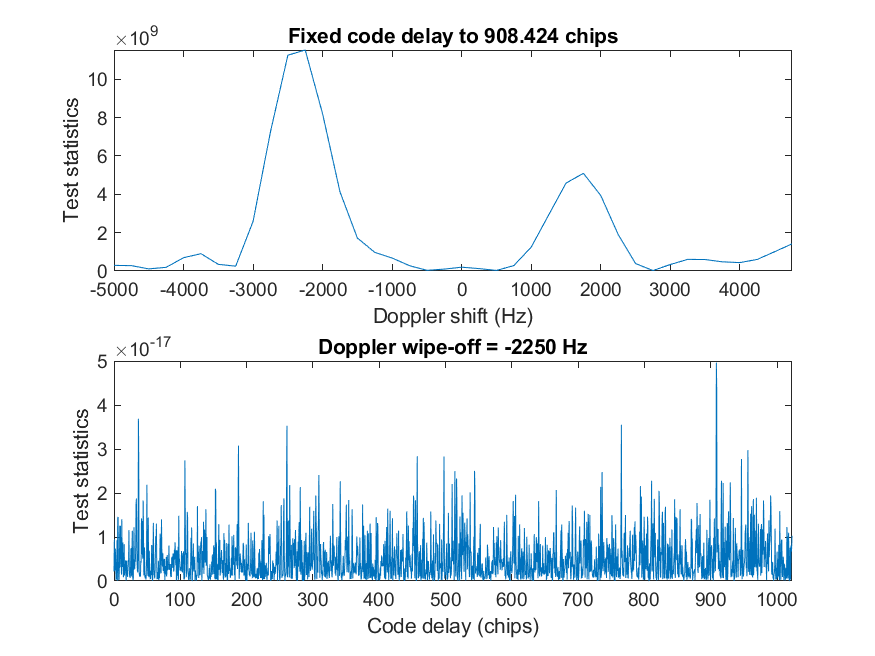 ×10^9
Fixed code delay to 908.424 chips
Test statistics
10
8
6
4
2
0
-5000 -4000 -3000 -2000 -1000 0 1000 2000 3000 4000
Doppler shift (Hz)
×10^-17
Doppler wipe-off = -2250 Hz
Test statistics
5
4
3
2
1
0
0 100 200 300 400 500 600 700 800 900 1000
Code delay (chips)